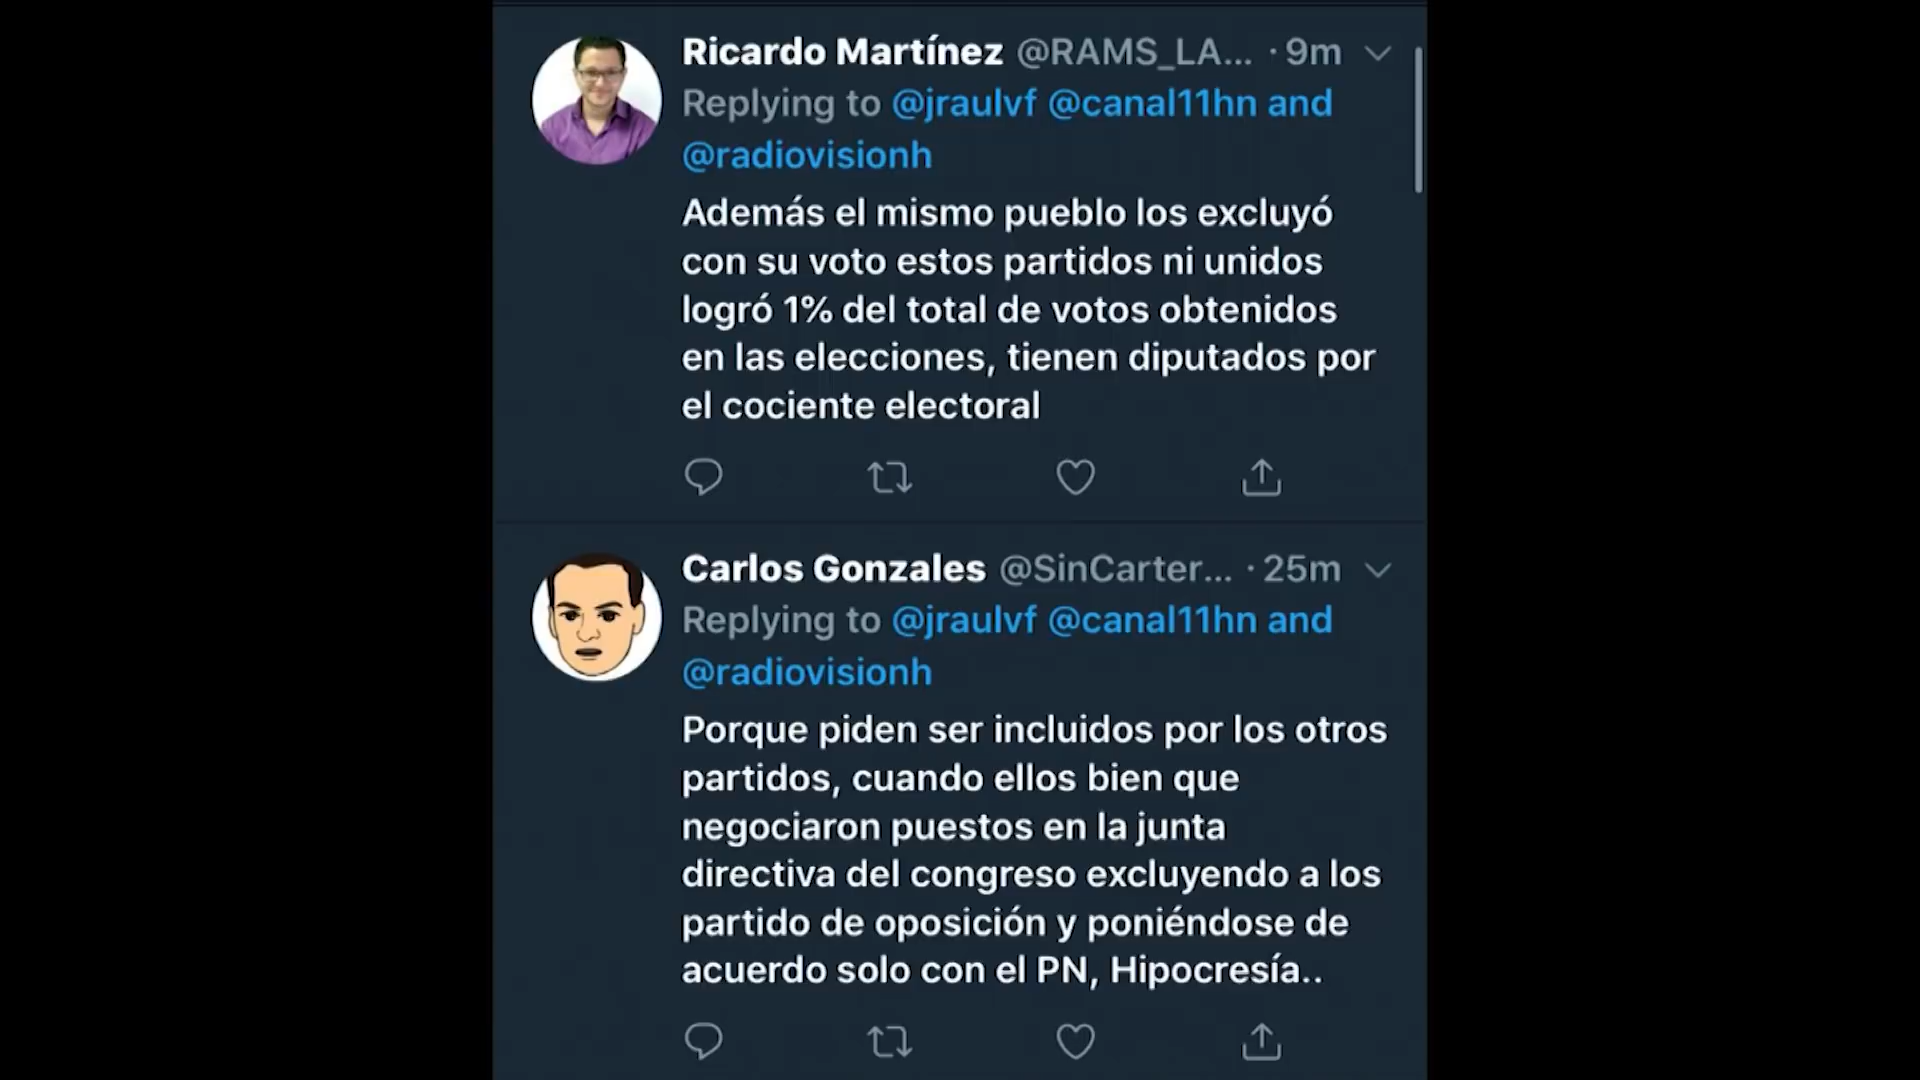 Ricardo Martínez @RAMS_LA... · 9m
Replying to @jraulvf @canal11hn and
@radiovisionh
Además el mismo pueblo los excluyó
con su voto estos partidos ni unidos
logró 1% del total de votos obtenidos
en las elecciones, tienen diputados por
el cociente electoral
Carlos Gonzales @SinCarter... · 25m
Replying to @jraulvf @canal11hn and
@radiovisionh
Porque piden ser incluidos por los otros
partidos, cuando ellos bien que
negociaron puestos en la junta
directiva del congreso excluyendo a los
partido de oposición y poniéndose de
acuerdo solo con el PN, Hipocresía..